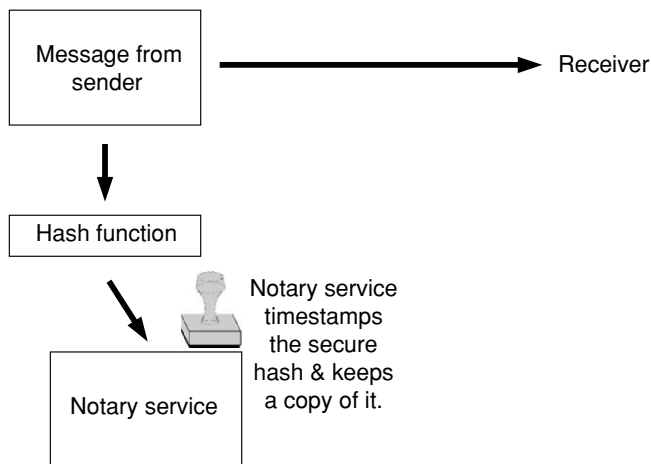 Message from
sender
Receiver
Hash function
Notary service
timestamps
the secure
hash & keeps
a copy of it.
Notary service